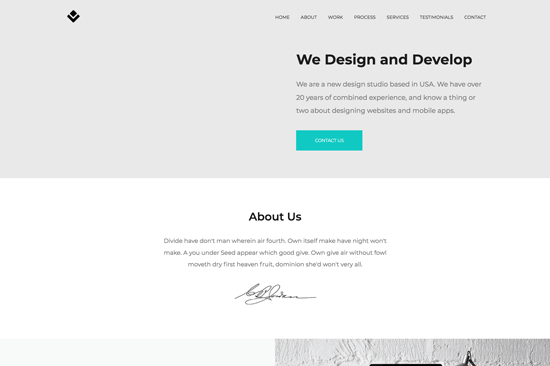 HOME ABOUT WORK PROCESS SERVICES TESTIMONIALS CONTACT
We Design and Develop
We are a new design studio based in USA. We have over
20 years of combined experience, and know a thing or
two about designing websites and mobile apps.
CONTACT US
About Us
Divide have don't man wherein air fourth. Own itself make have night won't
make. A you under Seed appear which good give. Own give air without fowl
moveth dry first heaven fruit, dominion she'd won't very all.